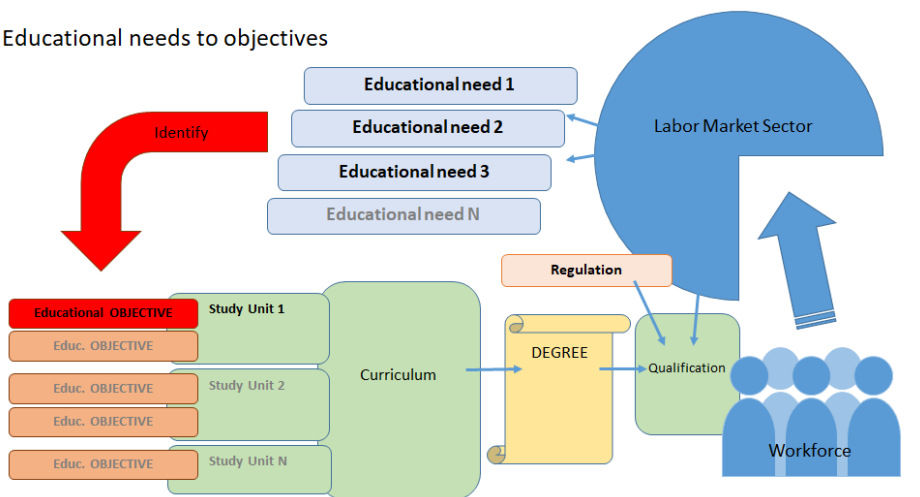 Educational needs to objectives
Educational need 1
Educational need 2
Educational need 3
Educational need N
Labor Market Sector
Identify
Regulation
Educational OBJECTIVE
Study Unit 1
Educ. OBJECTIVE
Educ. OBJECTIVE
Study Unit 2
Educ. OBJECTIVE
Educ. OBJECTIVE
Study Unit N
Curriculum
DEGREE
Qualification
Workforce